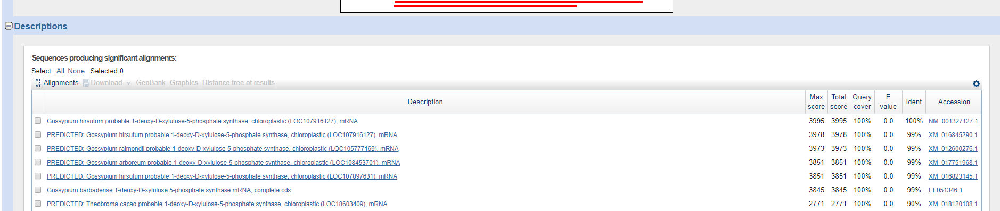 Descriptions
Sequences producing significant alignments:
Select: All None Selected:0
Alignments Download GenBank Graphics Distance tree of results
Description Max score Total score Query cover E value Ident Accession
Gossypium hirsutum probable 1-deoxy-D-xylulose-5-phosphate synthase, chloroplastic (LOC107916127), mRNA 3995 3995 100% 0.0 100% NM_001327127.1
PREDICTED: Gossypium hirsutum probable 1-deoxy-D-xylulose-5-phosphate synthase, chloroplastic (LOC107916127), mRNA 3978 3978 100% 0.0 99% XM_016845290.1
PREDICTED: Gossypium raimondii probable 1-deoxy-D-xylulose-5-phosphate synthase, chloroplastic (LOC105777169), mRNA 3973 3973 100% 0.0 99% XM_012600276.1
PREDICTED: Gossypium arboreum probable 1-deoxy-D-xylulose-5-phosphate synthase, chloroplastic (LOC108453701), mRNA 3851 3851 100% 0.0 99% XM_017751968.1
PREDICTED: Gossypium hirsutum probable 1-deoxy-D-xylulose-5-phosphate synthase, chloroplastic (LOC107897631), mRNA 3851 3851 100% 0.0 99% XM_016823145.1
Gossypium barbadense 1-deoxy-D-xylulose 5-phosphate synthase mRNA, complete cds 3845 3845 100% 0.0 99% EF051346.1
PREDICTED: Theobroma cacao probable 1-deoxy-D-xylulose-5-phosphate synthase, chloroplastic (LOC18603409), mRNA 2771 2771 100% 0.0 90% XM_018120108.1